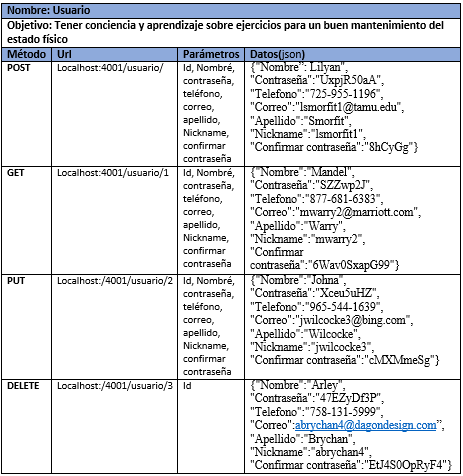 Nombre: Usuario
Objetivo: Tener conciencia y aprendizaje sobre ejercicios para un buen mantenimiento del
estado físico
Método Url Parámetros Datos(json)
POST Localhost:4001/usuario/ Id, Nombré,
contraseña,
teléfono,
correo,
apellido,
Nickname,
confirmar
contraseña
{"Nombre": Lilyan",
"Contraseña":"UxpjR50aA",
"Telefono":"725-955-1196",
"Correo":"lsmorfit1@tamu.edu",
"Apellido":"Smorfit",
"Nickname":"lsmorfit1",
"Confirmar contraseña":"8hCyGg"}
GET Localhost:4001/usuario/1 Id, Nombré,
contraseña,
teléfono,
correo,
apellido,
Nickname,
confirmar
contraseña
{"Nombre":"Mandel",
"Contraseña":"SZZwp2J",
"Telefono":"877-681-6383",
"Correo":"mwarry2@marriott.com",
"Apellido":"Warry",
"Nickname":"mwarry2",
"Confirmar
contraseña":"6Wav0SxapG99"}
PUT Localhost:/4001/usuario/2 Id, Nombré,
contraseña,
teléfono,
correo,
apellido,
Nickname,
confirmar
contraseña
{"Nombre":"Johna",
"Contraseña":"Xceu5uHZ",
"Telefono":"965-544-1639",
"Correo":"jwilcocke3@bing.com",
"Apellido":"Wilcocke",
"Nickname":"jwilcocke3",
"Confirmar contraseña":"cMXMmeSg"}
DELETE Localhost:/4001/usuario/3 Id
{"Nombre":"Arley",
"Contraseña":"47EZyDf3P",
"Telefono":"758-131-5999",
"Correo":abrychan4@dagondesign.com”,
"Apellido":"Brychan",
"Nickname":"abrychan4",
"Confirmar contraseña":"EtJ4S0OpRyF4"}